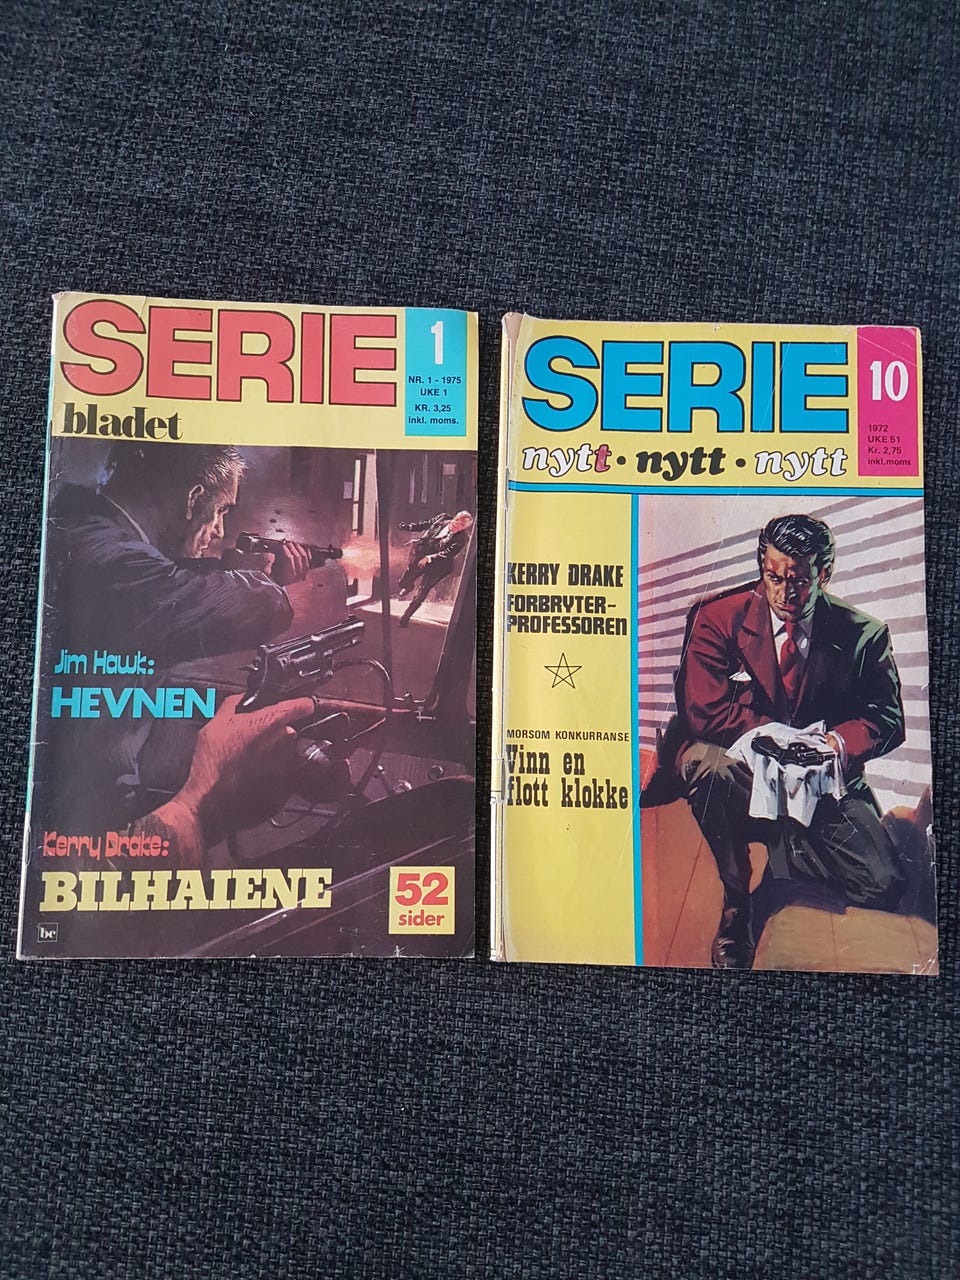 SERIE
bladet
1
NR. 1 - 1975
UKE 1
KR. 3,25
inkl. moms.
Jim Hawk:
HEVNEN
Kerry Drake:
BILHAIENE
52
sider
bc
SERIE
nytt • nytt • nytt
10
1972
UKE 51
Kr. 2,75
inkl.moms
KERRY DRAKE
FORBRYTER-
PROFESSOREN
MORSOM KONKURRANSE
Vinn en
flott klokke